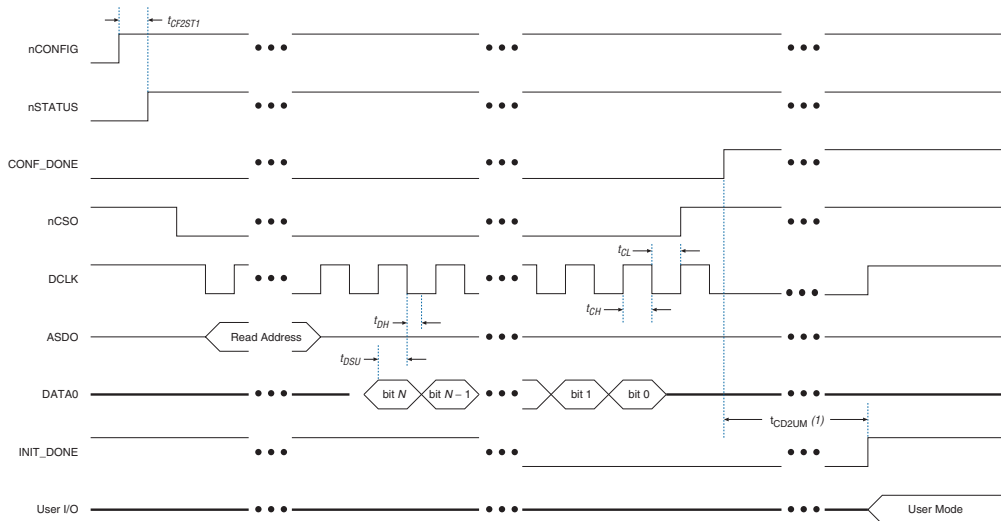 tCF2ST1
nCONFIG
nSTATUS
CONF_DONE
nCSO
tCL
DCLK
tCH
tDH
ASDO
Read Address
tDSU
DATA0
bit N
bit N – 1
bit 1
bit 0
tCD2UM (1)
INIT_DONE
User I/O
User Mode